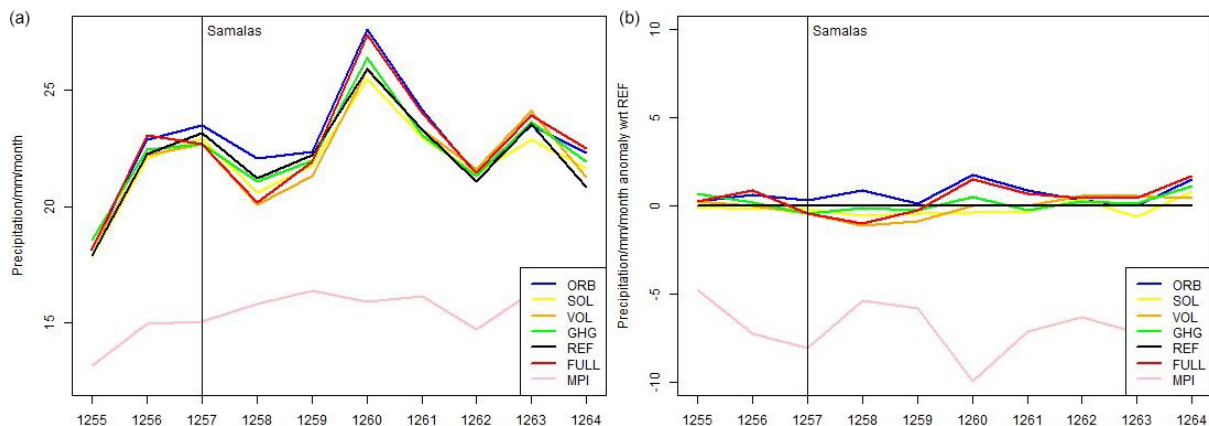 (a)
Samalas
Precipitation/mm/month
25
20
15
1255 1256 1257 1258 1259 1260 1261 1262 1263 1264
ORB
SOL
VOL
GHG
REF
FULL
MPI
(b)
Samalas
Precipitation/mm/month anomaly wrt REF
10
5
0
-5
-10
1255 1256 1257 1258 1259 1260 1261 1262 1263 1264
ORB
SOL
VOL
GHG
REF
FULL
MPI